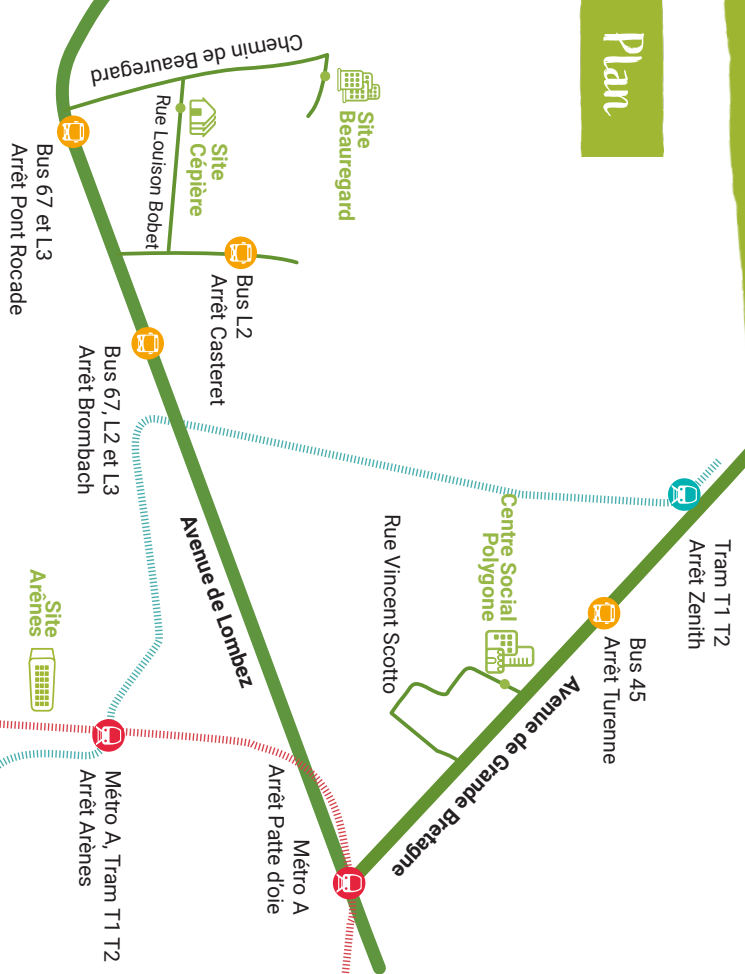 Plan
Tram T1 T2
Arrêt Zenith
Bus 45
Arrêt Turenne
Avenue de Grande Bretagne
Centre Social
Polygone
Rue Vincent Scotto
Site
Beauregard
Chemin de Beauregard
Site
Cépière
Rue Louison Bobet
Bus L2
Arrêt Casteret
Bus 67 et L3
Arrêt Pont Rocade
Bus 67, L2 et L3
Arrêt Brombach
Avenue de Lombez
Métro A
Arrêt Patte d'oie
Site
Arènes
Métro A, Tram T1 T2
Arrêt Arènes